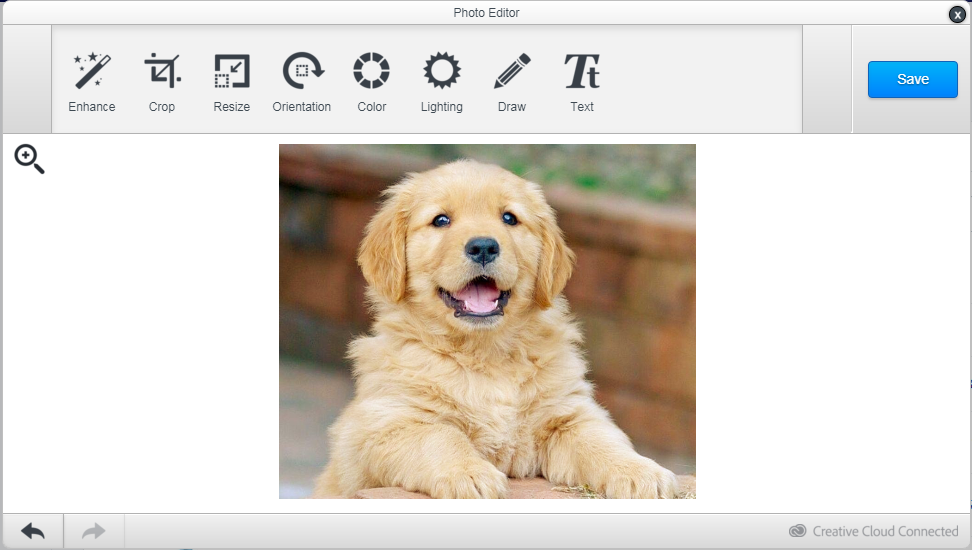 Photo Editor
x
Enhance
Crop
Resize
Orientation
Color
Lighting
Draw
Text
Save
Creative Cloud Connected